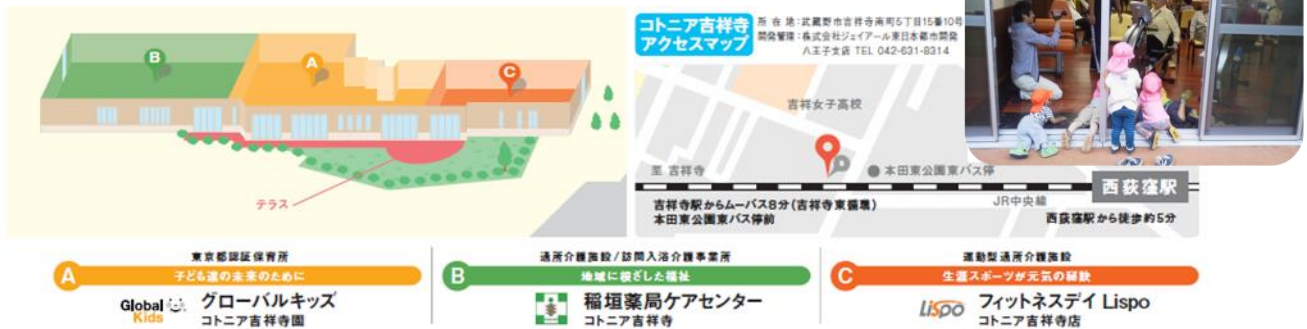 B
A
C
テラス
コトニア吉祥寺
アクセスマップ
所在地:武蔵野市吉祥寺南町5丁目15番10号
開発管理:株式会社ジェイアール東日本都市開発
八王子支店 TEL 042-631-8314
吉祥女子高校
至 吉祥寺
本田東公園東バス停
西荻窪駅
JR中央線
吉祥寺駅からムーバス8分(吉祥寺東循環)
本田東公園東バス停前
西荻窪駅から徒歩約5分
東京都認証保育所
A
子ども達の未来のために
Global Kids
グローバルキッズ
コトニア吉祥寺園
通所介護施設/訪問入浴介護事業所
B
地域に根ざした福祉
稲垣薬局ケアセンター
コトニア吉祥寺
運動型通所介護施設
C
生涯スポーツが元気の秘訣
Lispo
フィットネスデイ Lispo
コトニア吉祥寺店